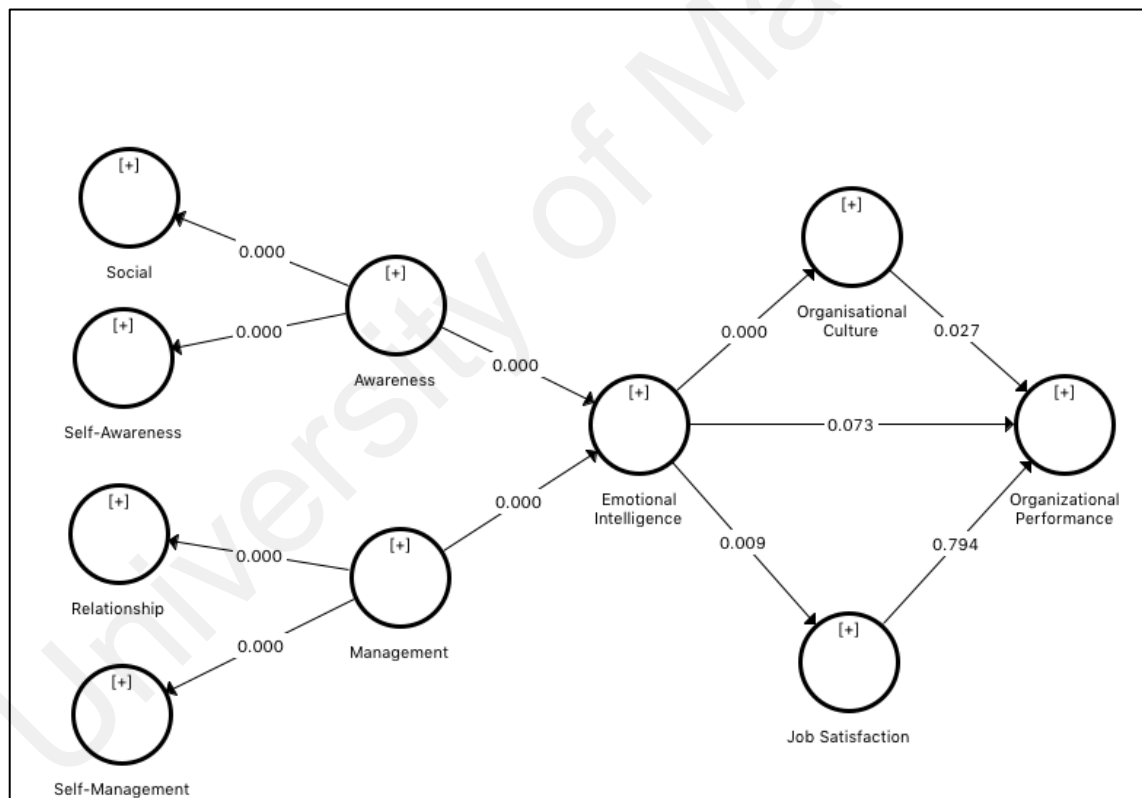 [+]
Social
[+]
Self-Awareness
[+]
Relationship
[+]
Self-Management
0.000
0.000
0.000
0.000
[+]
Awareness
[+]
Management
0.000
0.000
[+]
Emotional
Intelligence
0.000
0.073
0.009
[+]
Organisational
Culture
[+]
Job Satisfaction
0.027
0.794
[+]
Organizational
Performance
University of Ma